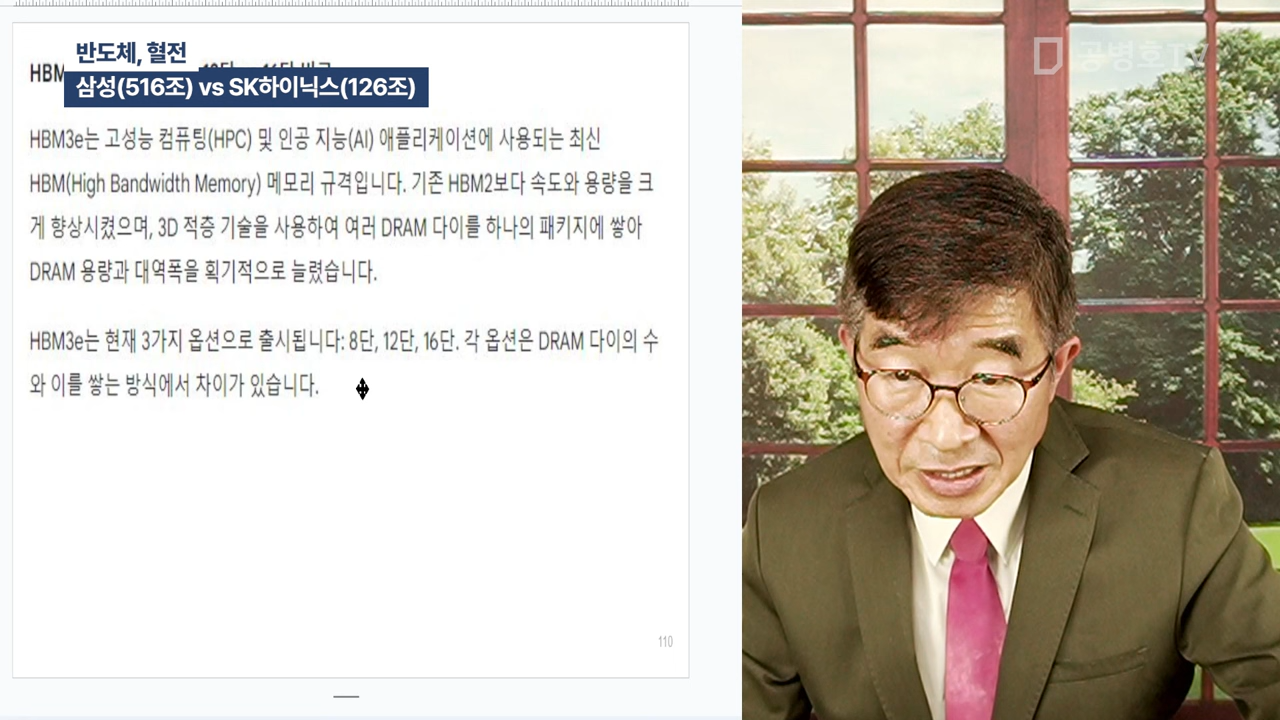 반도체, 혈전
삼성(516조) vs SK하이닉스(126조)
HBM
HBM3e는 고성능 컴퓨팅(HPC) 및 인공 지능(AI) 애플리케이션에 사용되는 최신
HBM(High Bandwidth Memory) 메모리 규격입니다. 기존 HBM2보다 속도와 용량을 크
게 향상시켰으며, 3D 적층 기술을 사용하여 여러 DRAM 다이를 하나의 패키지에 쌓아
DRAM 용량과 대역폭을 획기적으로 늘렸습니다.
HBM3e는 현재 3가지 옵션으로 출시됩니다: 8단, 12단, 16단. 각 옵션은 DRAM 다이의 수
와 이를 쌓는 방식에서 차이가 있습니다.
110
공병호TV